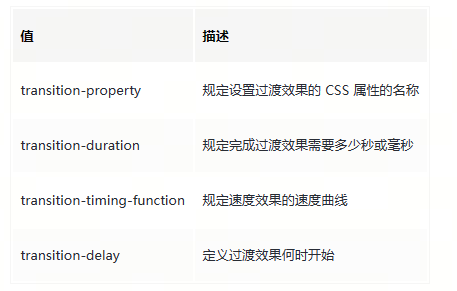 值 描述
transition-property 规定设置过渡效果的 CSS 属性的名称
transition-duration 规定完成过渡效果需要多少秒或毫秒
transition-timing-function 规定速度效果的速度曲线
transition-delay 定义过渡效果何时开始